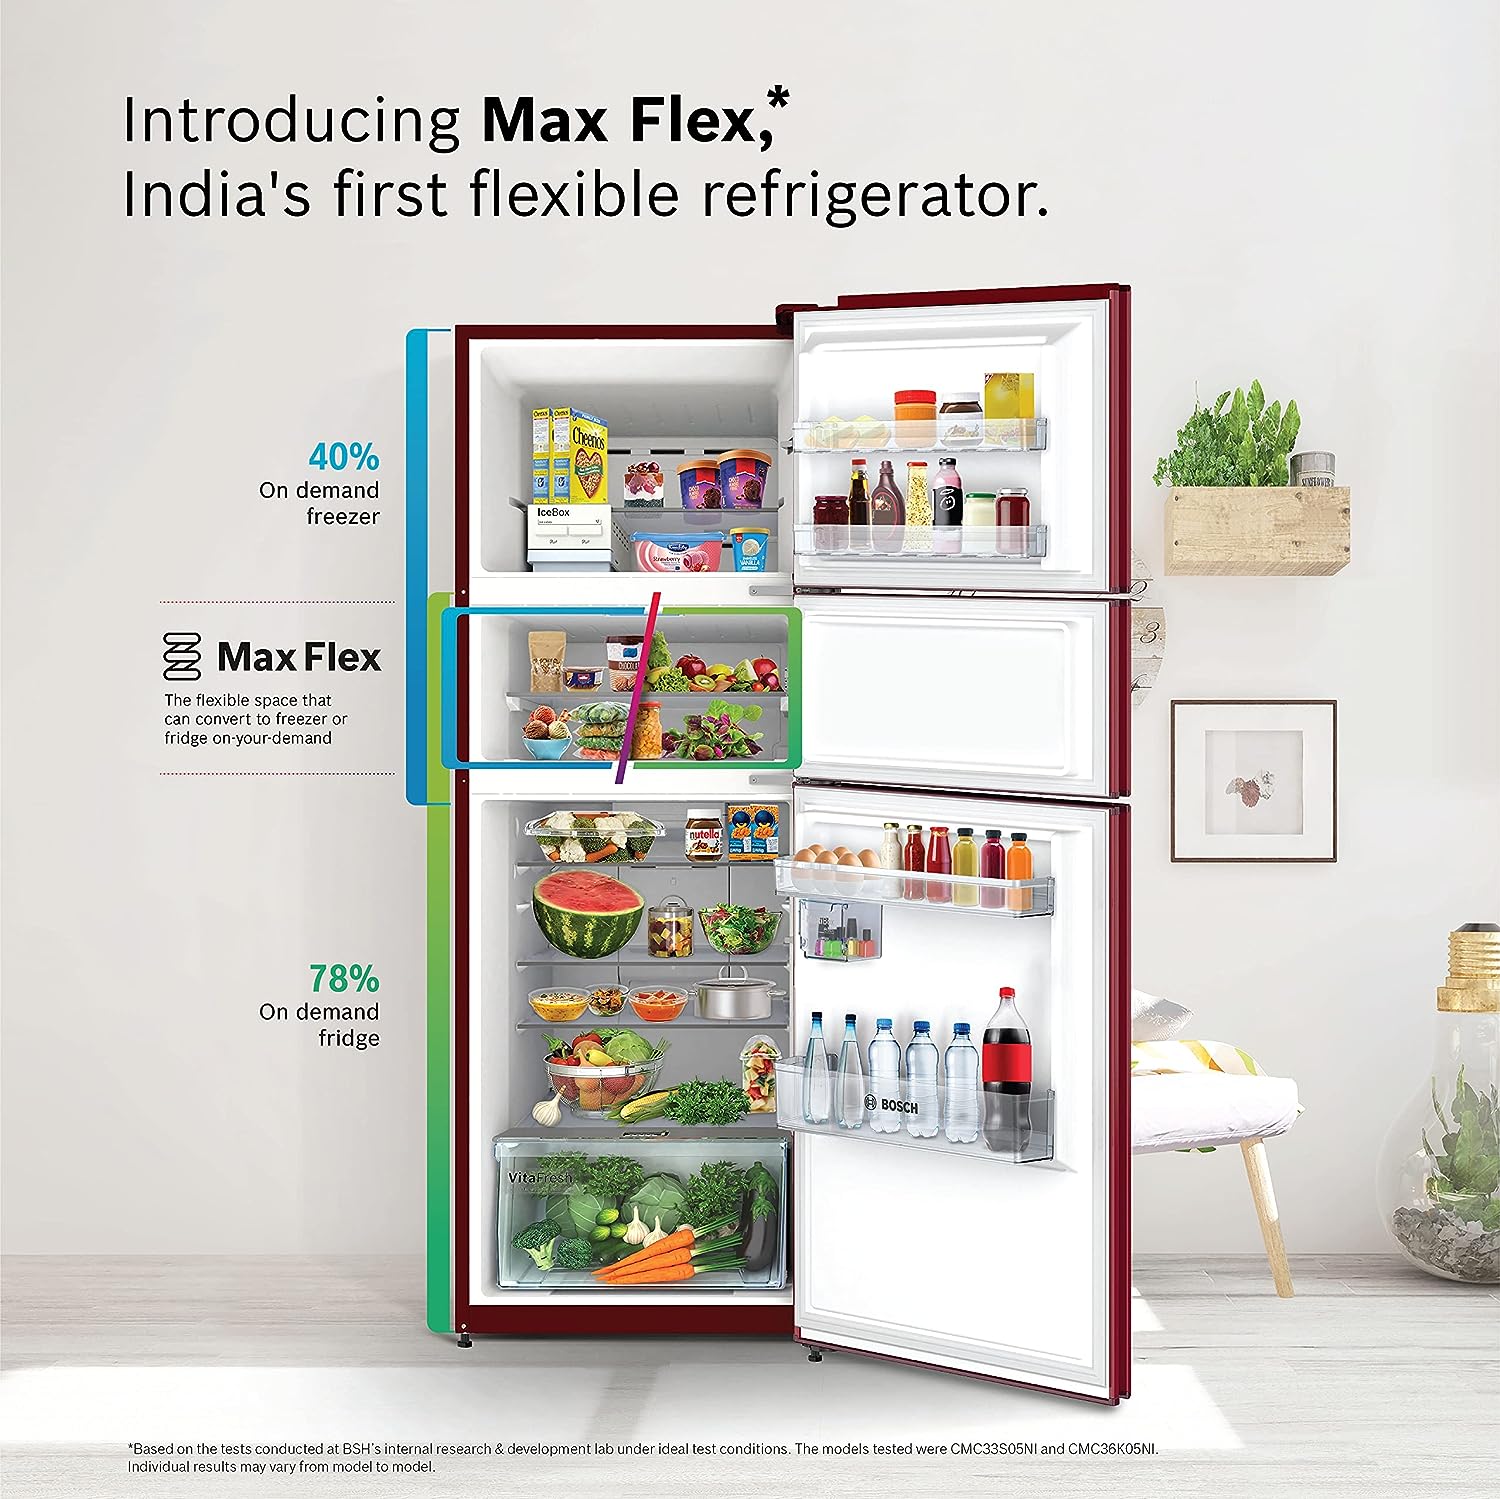 Introducing Max Flex,*
India's first flexible refrigerator.
40%
On demand
freezer
Max Flex
The flexible space that
can convert to freezer or
fridge on-your-demand
78%
On demand
fridge
Cheerios
IceBox
Strawberry
VANILLA
nutella
BOSCH
VitaFresh
*Based on the tests conducted at BSH's internal research & development lab under ideal test conditions. The models tested were CMC33S05NI and CMC36K05NI.
Individual results may vary from model to model.